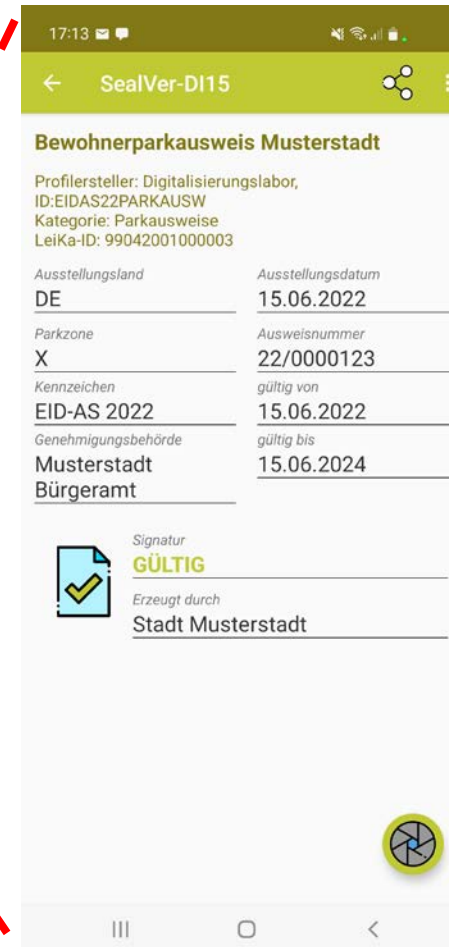 17:13
SealVer-DI15
Bewohnerparkausweis Musterstadt
Profilersteller: Digitalisierungslabor,
ID:EIDAS22PARKAUSW
Kategorie: Parkausweise
LeiKa-ID: 99042001000003
Ausstellungsland
DE
Ausstellungsdatum
15.06.2022
Parkzone
X
Ausweisnummer
22/0000123
Kennzeichen
EID-AS 2022
gültig von
15.06.2022
Genehmigungsbehörde
Musterstadt
Bürgeramt
gültig bis
15.06.2024
Signatur
GÜLTIG
Erzeugt durch
Stadt Musterstadt